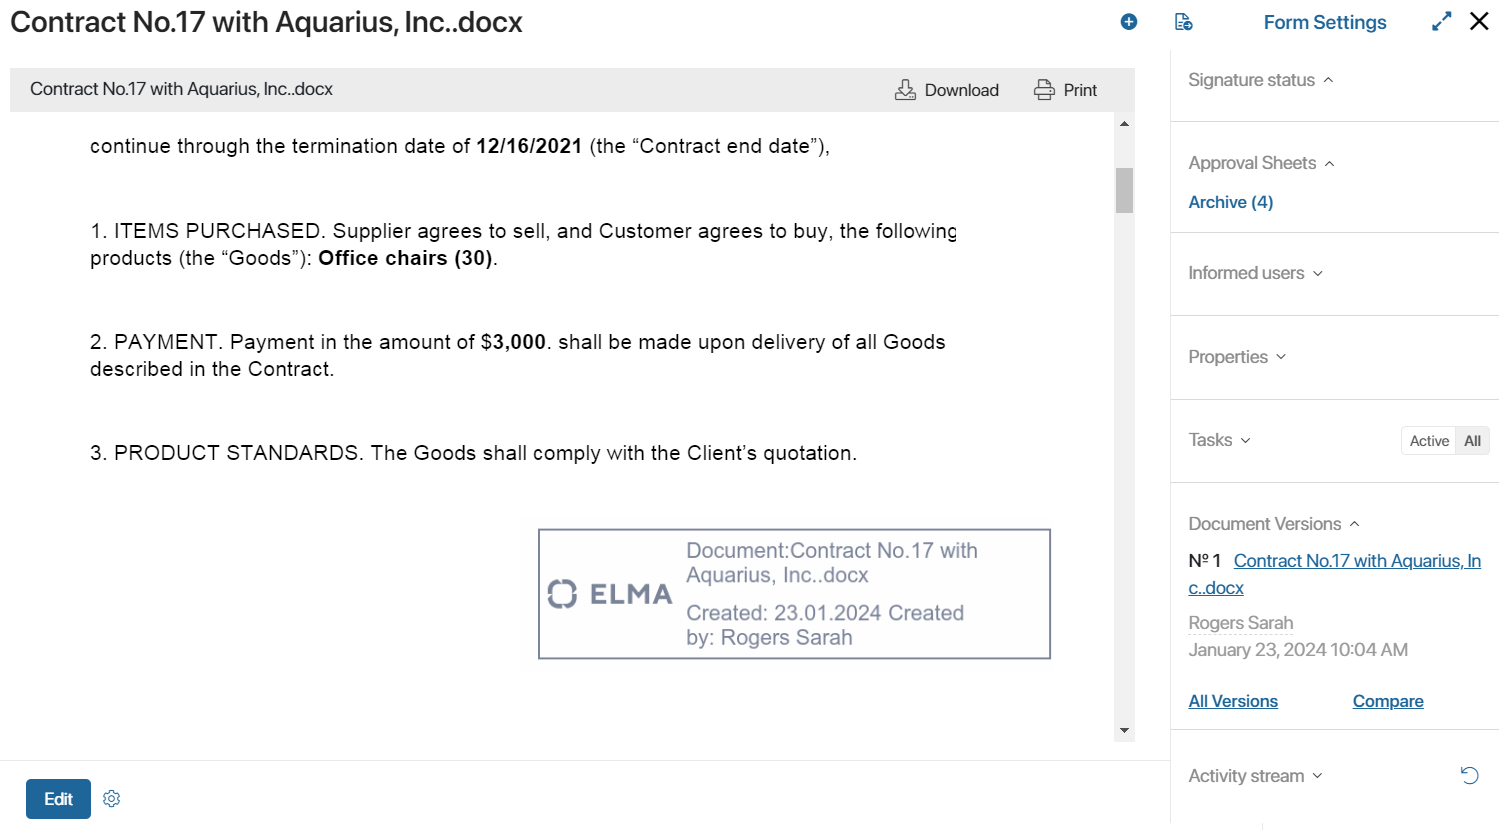 Contract No.17 with Aquarius, Inc..docx
Form Settings
Contract No.17 with Aquarius, Inc..docx
Download
Print
continue through the termination date of 12/16/2021 (the “Contract end date”),
1. ITEMS PURCHASED. Supplier agrees to sell, and Customer agrees to buy, the following
products (the “Goods”): Office chairs (30).
2. PAYMENT. Payment in the amount of $3,000. shall be made upon delivery of all Goods
described in the Contract.
3. PRODUCT STANDARDS. The Goods shall comply with the Client’s quotation.
ELMA
Document:Contract No.17 with
Aquarius, Inc..docx
Created: 23.01.2024 Created
by: Rogers Sarah
Edit
Signature status
Approval Sheets
Archive (4)
Informed users
Properties
Tasks
Active All
Document Versions
Nº 1 Contract No.17 with Aquarius, In
c..docx
Rogers Sarah
January 23, 2024 10:04 AM
All Versions
Compare
Activity stream